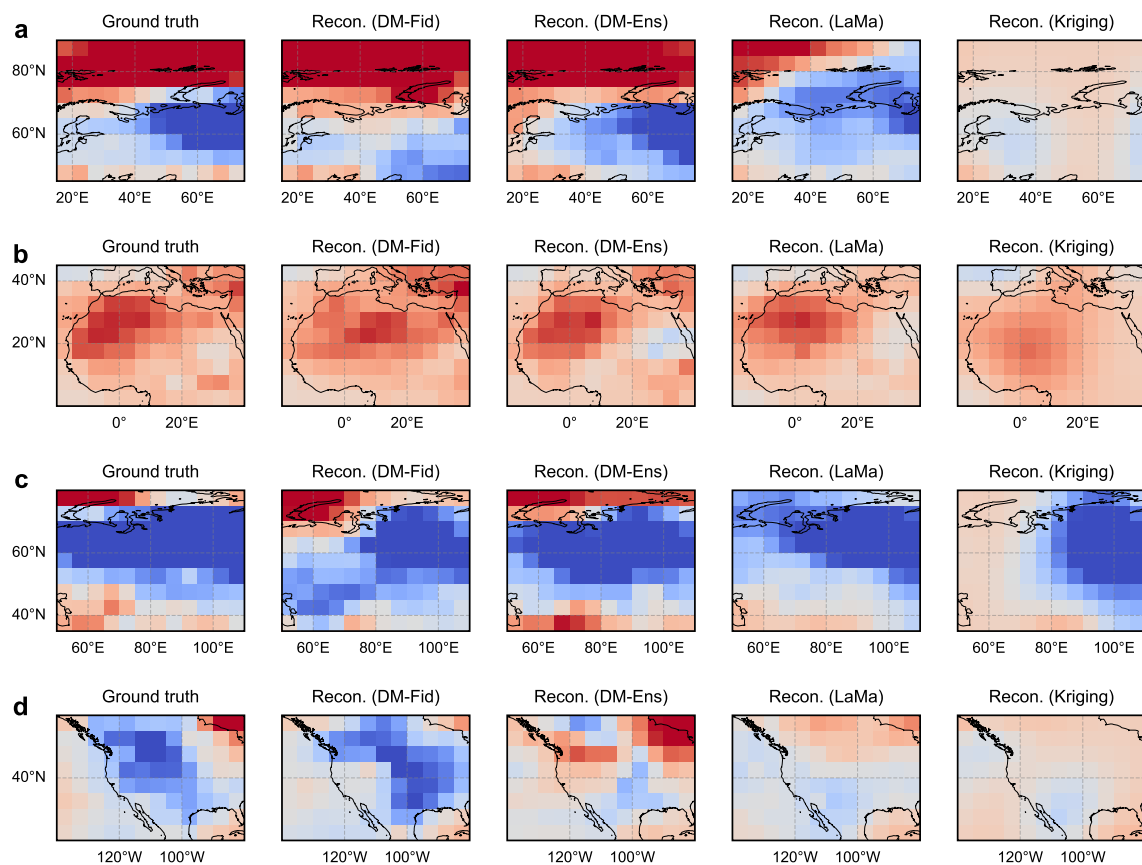 a
Ground truth Recon. (DM-Fid) Recon. (DM-Ens) Recon. (LaMa) Recon. (Kriging)
80°N
60°N
20°E 40°E 60°E 20°E 40°E 60°E 20°E 40°E 60°E 20°E 40°E 60°E 20°E 40°E 60°E
b
Ground truth Recon. (DM-Fid) Recon. (DM-Ens) Recon. (LaMa) Recon. (Kriging)
40°N
20°N
0° 20°E 0° 20°E 0° 20°E 0° 20°E 0° 20°E
c
Ground truth Recon. (DM-Fid) Recon. (DM-Ens) Recon. (LaMa) Recon. (Kriging)
60°N
40°N
60°E 80°E 100°E 60°E 80°E 100°E 60°E 80°E 100°E 60°E 80°E 100°E 60°E 80°E 100°E
d
Ground truth Recon. (DM-Fid) Recon. (DM-Ens) Recon. (LaMa) Recon. (Kriging)
40°N
120°W 100°W 120°W 100°W 120°W 100°W 120°W 100°W 120°W 100°W